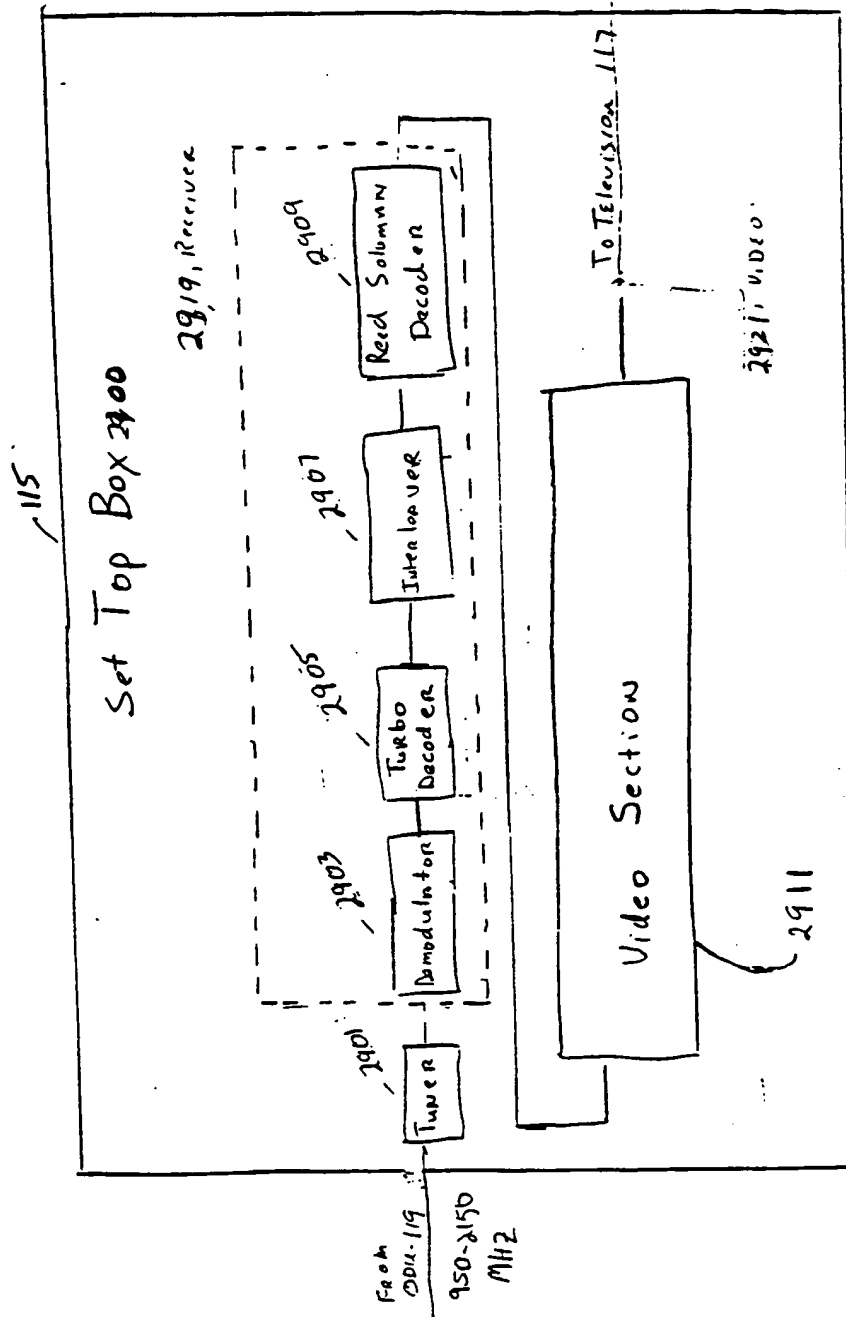 115
Set Top Box 2900
2919, Receiver
2901
Tuner
2903
Demodulator
2905
Turbo
Decoder
2907
Interleaver
2909
Reed Soluman
Decoder
From
ODU-119
950-2150
MHZ
Video Section
2911
To Television 117
2921, VIDEO